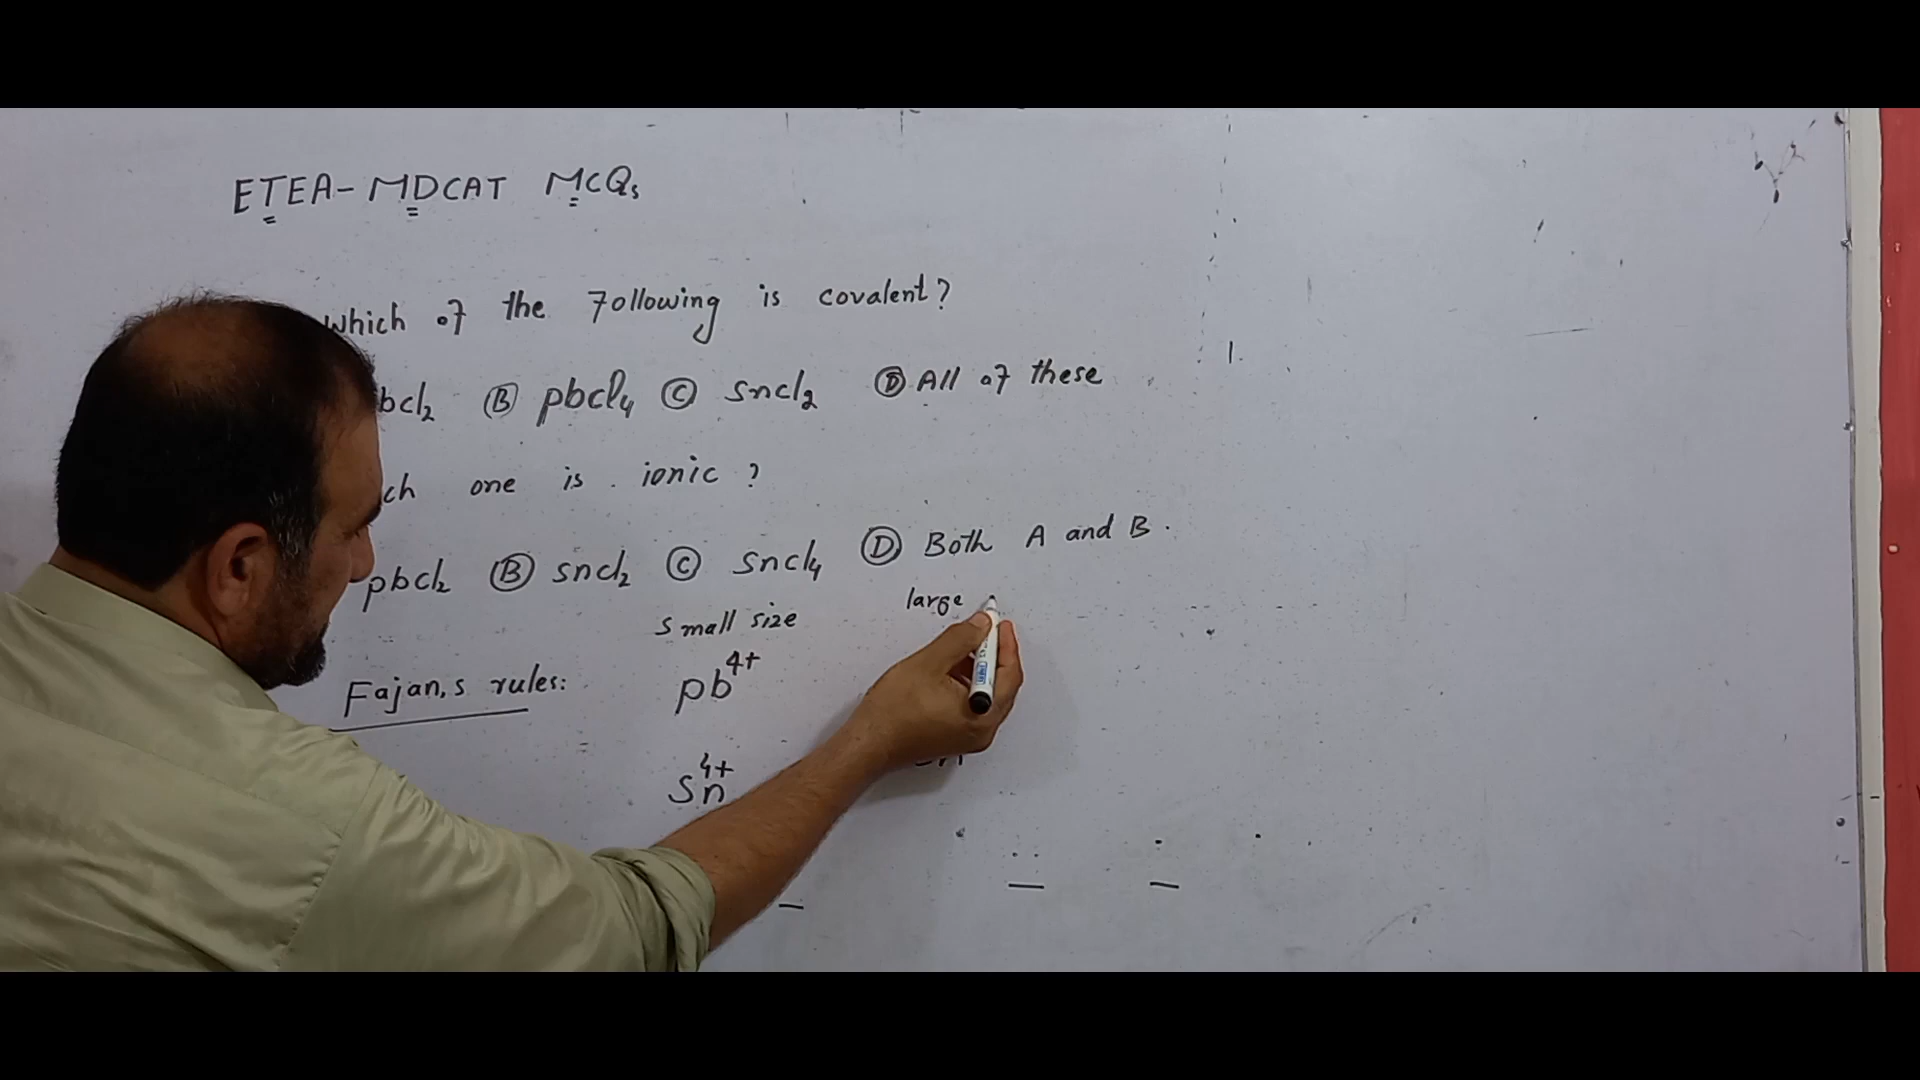 ETEA-MDCAT MCQs
which of the following is covalent?
bcl2 Ⓑ pbcl4 Ⓒ sncl2 Ⓓ All of these
ch one is ionic ?
pbcl2 Ⓑ sncl2 Ⓒ sncl4 Ⓓ Both A and B.
small size large
Fajan,s rules: pb4+
Sn4+